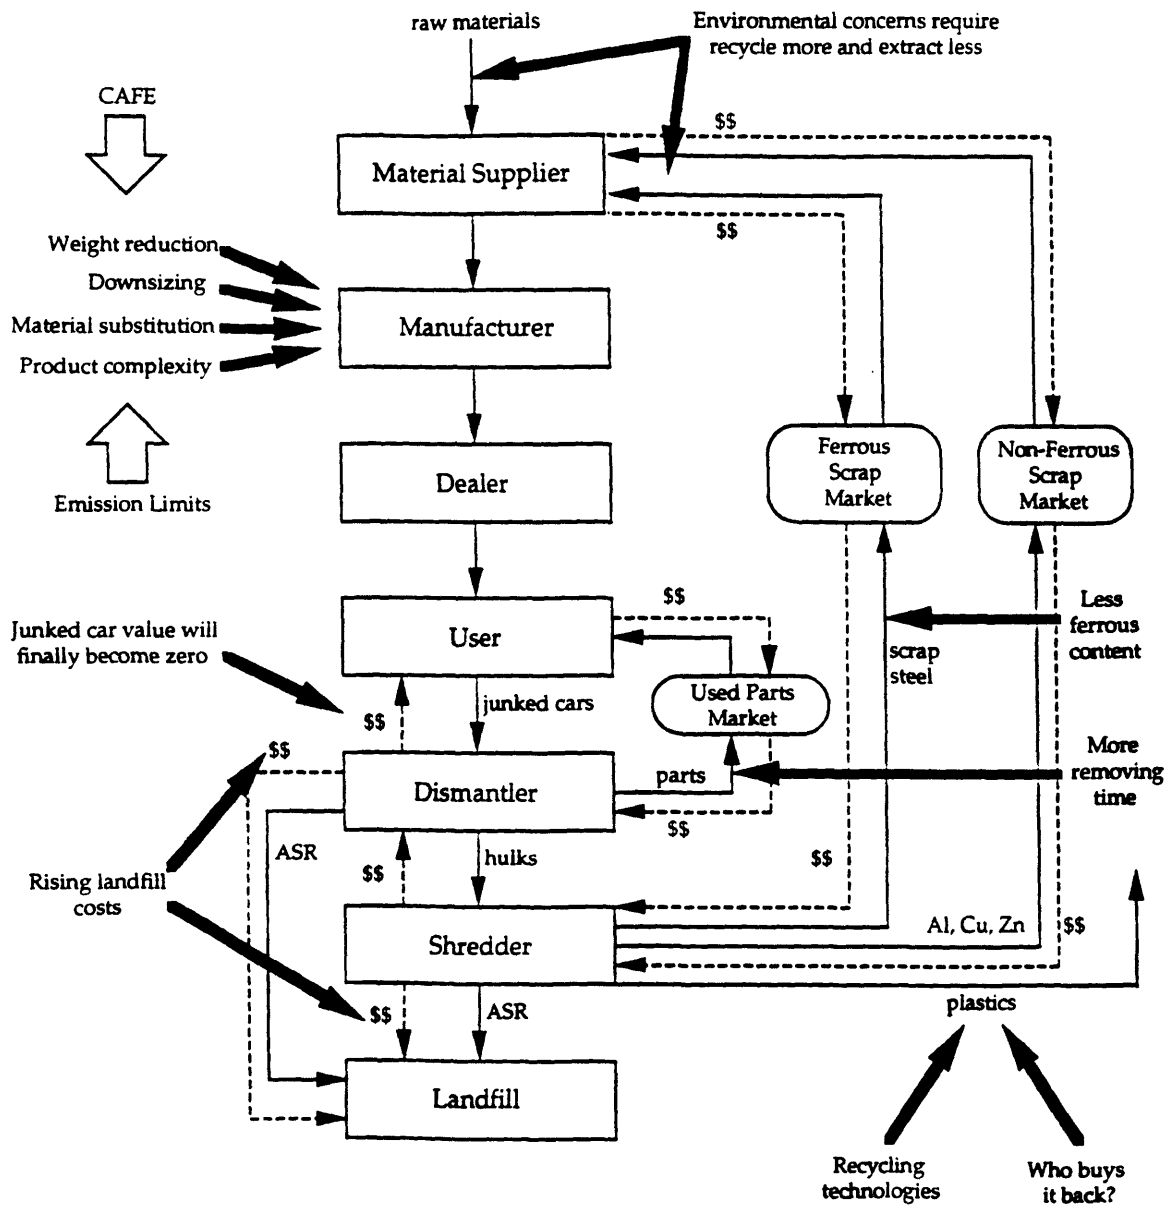 raw materials
Environmental concerns require
recycle more and extract less
CAFE
$$
Material Supplier
$$
Weight reduction
Downsizing
Material substitution
Product complexity
Manufacturer
Emission Limits
Dealer
Ferrous
Scrap
Market
Non-Ferrous
Scrap
Market
Junked car value will
finally become zero
User
$$
Less
ferrous
content
scrap
steel
Used Parts
Market
junked cars
$$
$$
Dismantler
parts
$$
More
removing
time
ASR
hulks
$$
$$
Rising landfill
costs
Shredder
Al, Cu, Zn
$$
$$
ASR
plastics
Landfill
Recycling
technologies
Who buys
it back?